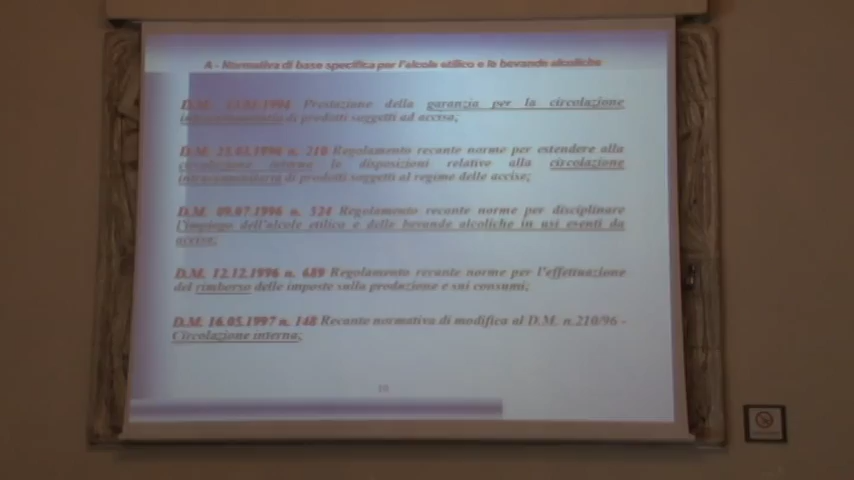 A - Normativa di base specifica per l'alcole etilico e le bevande alcoliche
D.M. Prestazione della garanzia per la circolazione
intracomunitaria di prodotti soggetti ad accisa;
D.M. n. 210 Regolamento recante norme per estendere alla
circolazione interna le disposizioni relative alla circolazione
intracomunitaria di prodotti soggetti al regime delle accise;
D.M. 09.07.1996 n. 524 Regolamento recante norme per disciplinare
l'impiego dell'alcole etilico e delle bevande alcoliche in usi esenti da
accisa;
D.M. 12.12.1996 n. 689 Regolamento recante norme per l'effettuazione
del rimborso delle imposte sulla produzione e sui consumi;
D.M. 16.05.1997 n. 148 Recante normativa di modifica al D.M. n.210/96 -
Circolazione interna;